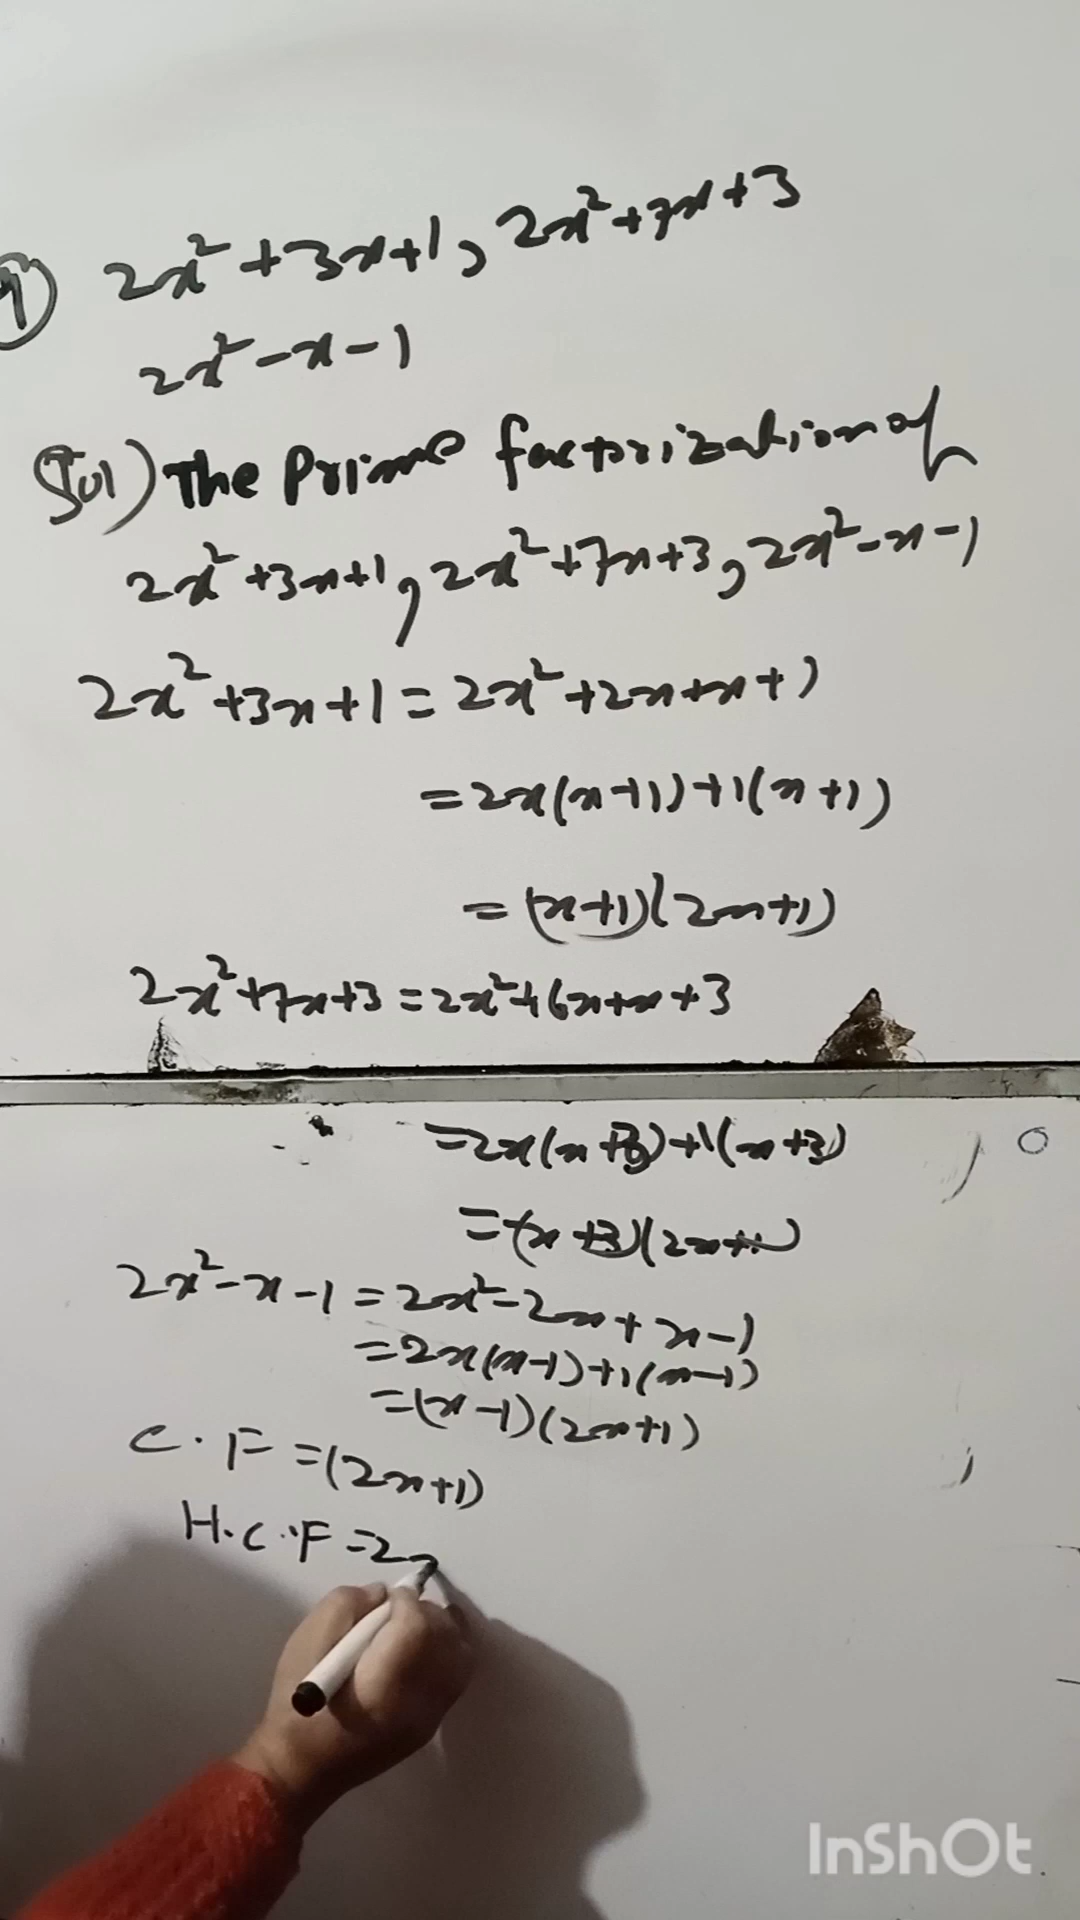 9) 2x² + 3x + 1, 2x² + 7x + 3
2x² - x - 1
Sol) The Prime factorization of
2x² + 3x + 1, 2x² + 7x + 3, 2x² - x - 1
2x² + 3x + 1 = 2x² + 2x + x + 1
= 2x(x + 1) + 1(x + 1)
= (x + 1)(2x + 1)
2x² + 7x + 3 = 2x² + 6x + x + 3
= 2x(x + 3) + 1(x + 3)
= (x + 3)(2x + 1)
2x² - x - 1 = 2x² - 2x + x - 1
= 2x(x - 1) + 1(x - 1)
= (x - 1)(2x + 1)
C.F = (2x + 1)
H.C.F = 2x
InShOt